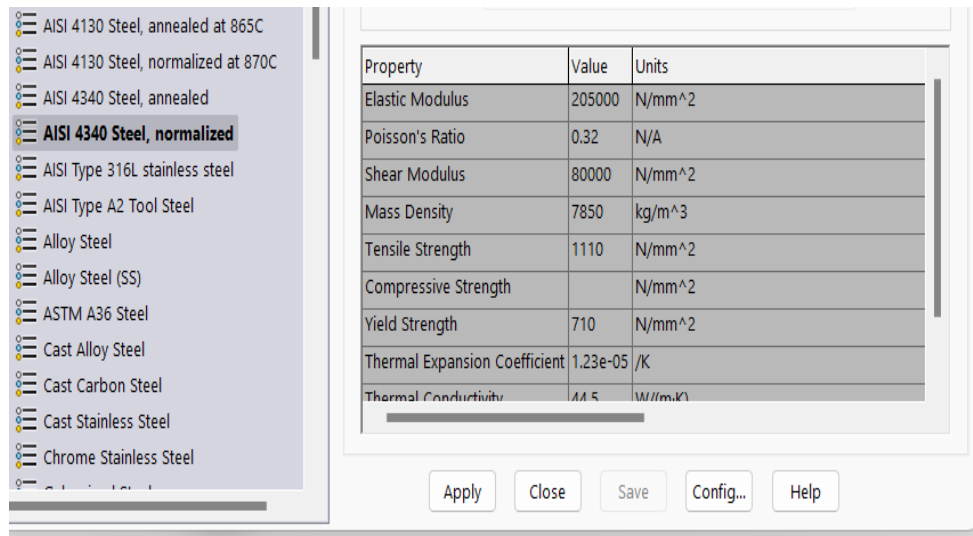 AISI 4130 Steel, annealed at 865C
AISI 4130 Steel, normalized at 870C
AISI 4340 Steel, annealed
AISI 4340 Steel, normalized
AISI Type 316L stainless steel
AISI Type A2 Tool Steel
Alloy Steel
Alloy Steel (SS)
ASTM A36 Steel
Cast Alloy Steel
Cast Carbon Steel
Cast Stainless Steel
Chrome Stainless Steel
Property Value Units
Elastic Modulus 205000 N/mm^2
Poisson's Ratio 0.32 N/A
Shear Modulus 80000 N/mm^2
Mass Density 7850 kg/m^3
Tensile Strength 1110 N/mm^2
Compressive Strength N/mm^2
Yield Strength 710 N/mm^2
Thermal Expansion Coefficient 1.23e-05 /K
Thermal Conductivity 44.5 W/(m·K)
Apply Close Save Config... Help